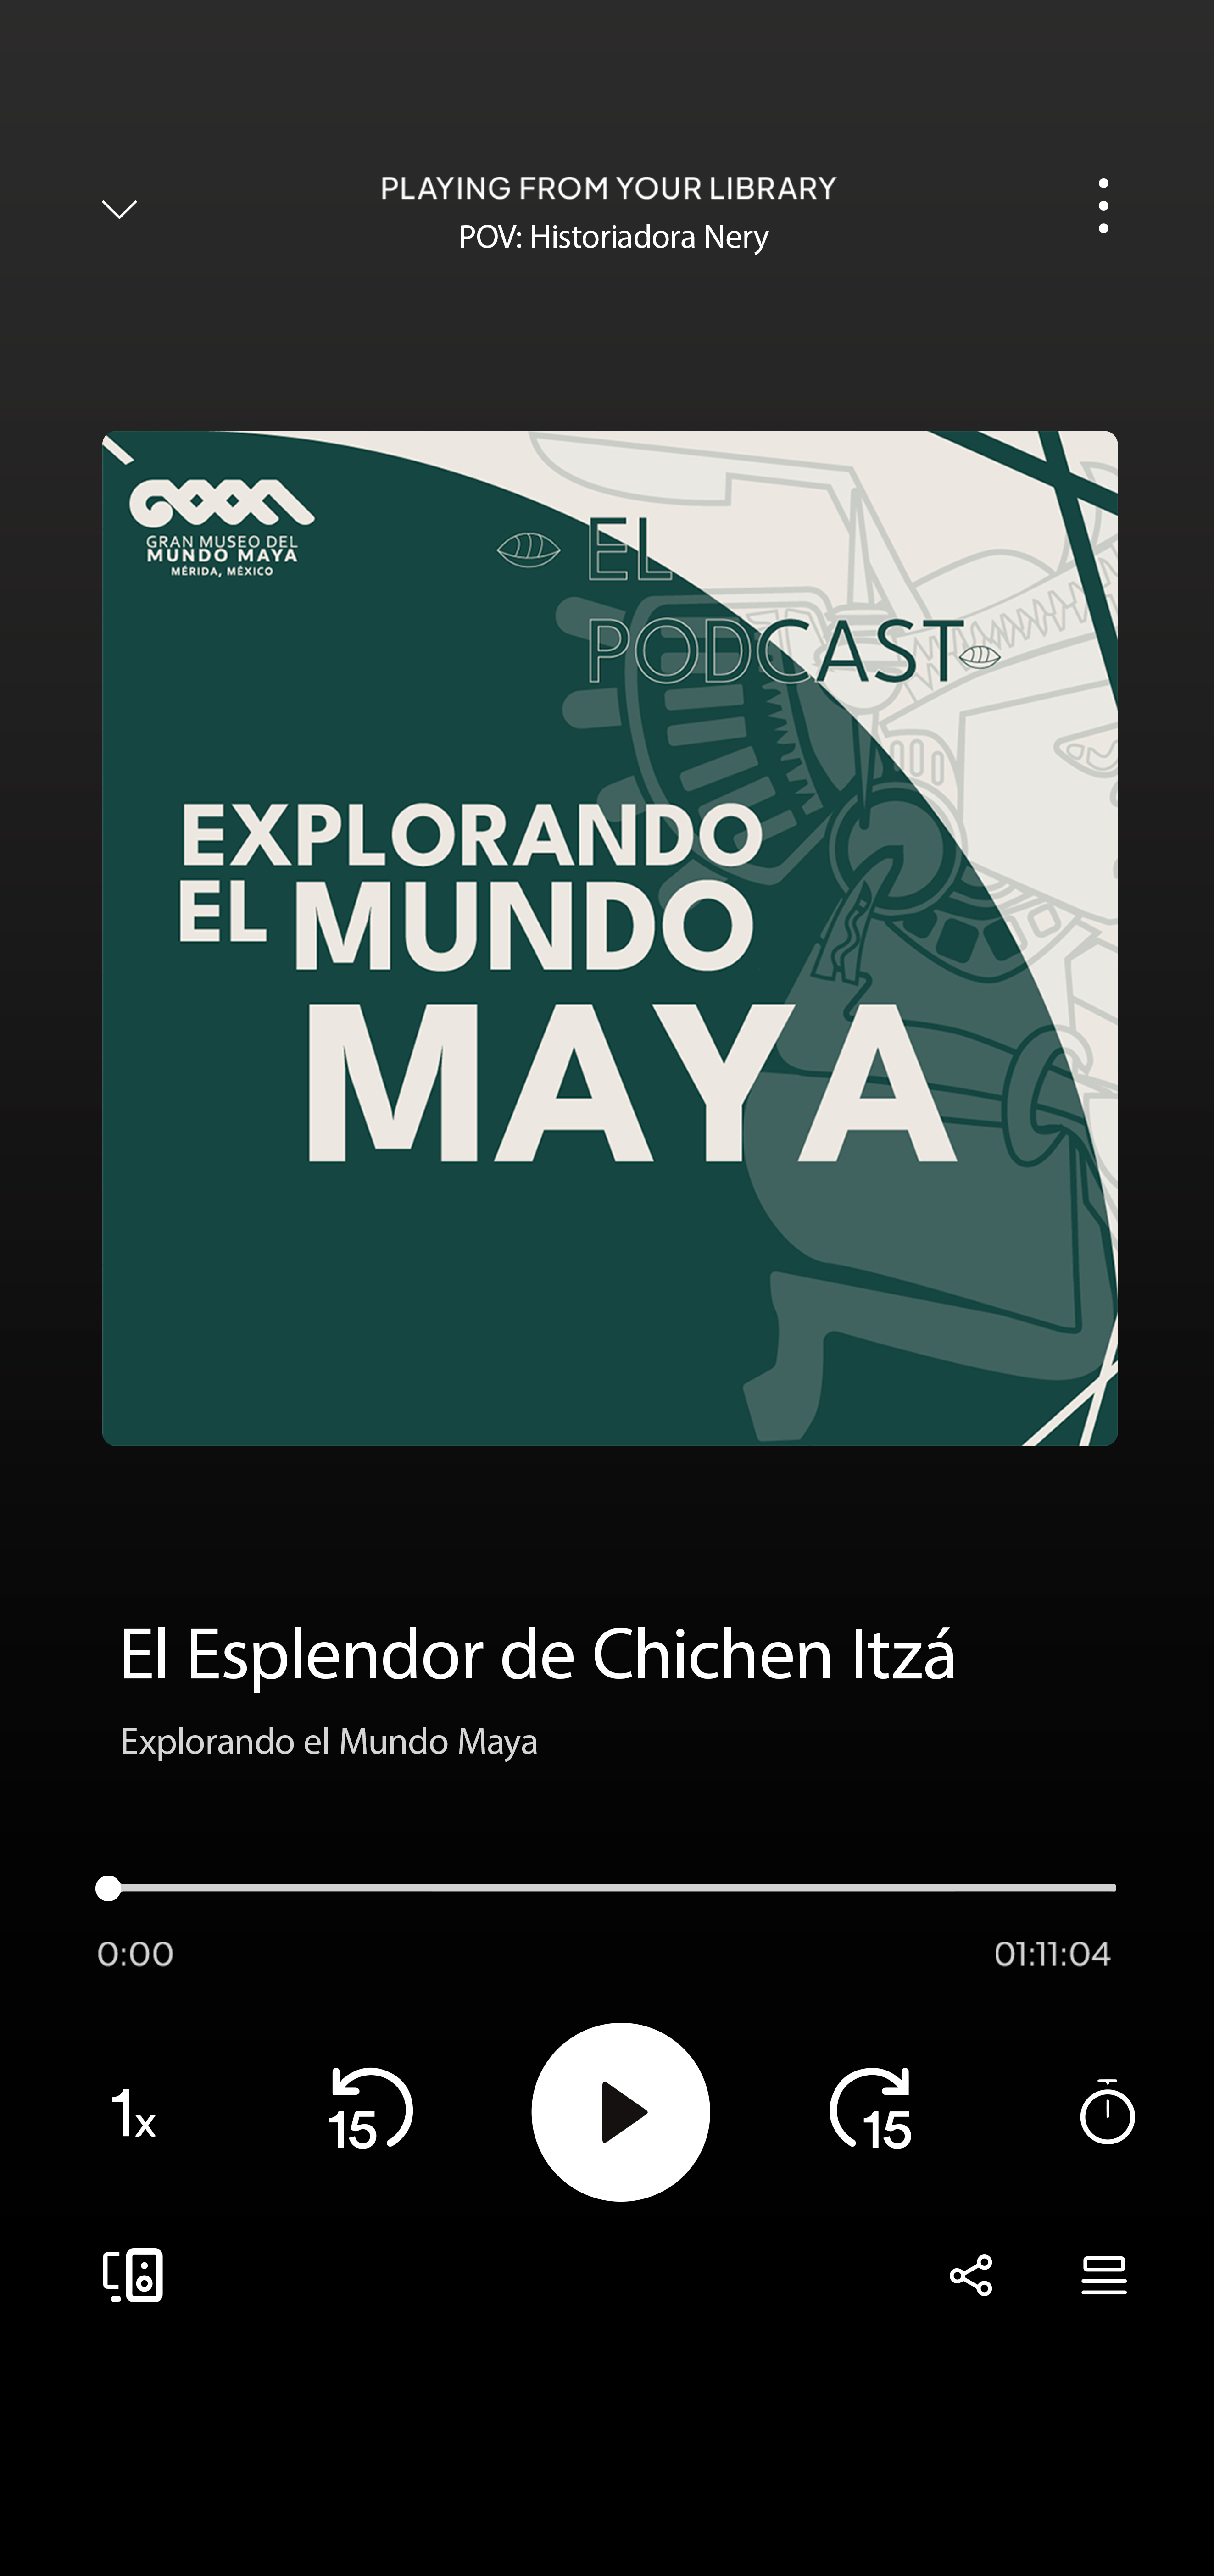 PLAYING FROM YOUR LIBRARY
POV: Historiadora Nery
GRAN MUSEO DEL
MUNDO MAYA
MÉRIDA, MÉXICO
EL
PODCAST
EXPLORANDO
EL MUNDO
MAYA
El Esplendor de Chichen Itzá
Explorando el Mundo Maya
0:00
01:11:04
1x
15
15